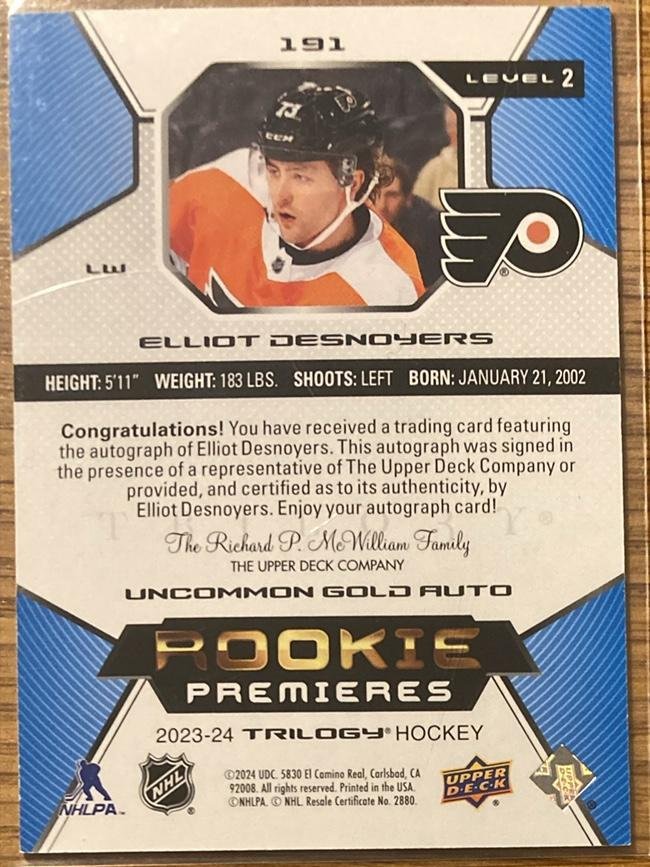 191
LEVEL 2
73
CCM
LW
ELLIOT DESNOYERS
HEIGHT: 5'11" WEIGHT: 183 LBS. SHOOTS: LEFT BORN: JANUARY 21, 2002
Congratulations! You have received a trading card featuring
the autograph of Elliot Desnoyers. This autograph was signed in
the presence of a representative of The Upper Deck Company or
provided, and certified as to its authenticity, by
Elliot Desnoyers. Enjoy your autograph card!
TRILOGY®
The Richard P. McWilliam Family
THE UPPER DECK COMPANY
UNCOMMON GOLD AUTO
ROOKIE
PREMIERES
2023-24 TRILOGY® HOCKEY
NHLPA™
NHL ®
©2024 UDC. 5830 El Camino Real, Carlsbad, CA
92008. All rights reserved. Printed in the USA.
©NHLPA. © NHL. Resale Certificate No. 2880.
UPPER
D·E·C·K
®